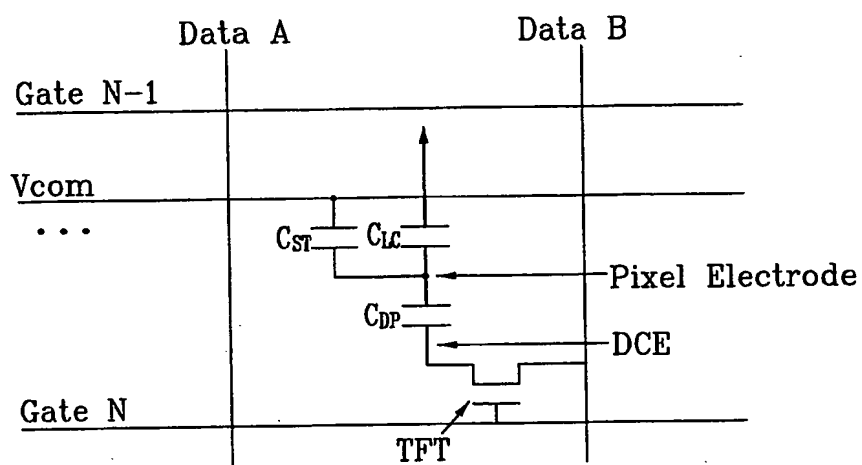 Data A
Data B
Gate N-1
Vcom
...
CST
CLC
Pixel Electrode
CDP
DCE
Gate N
TFT